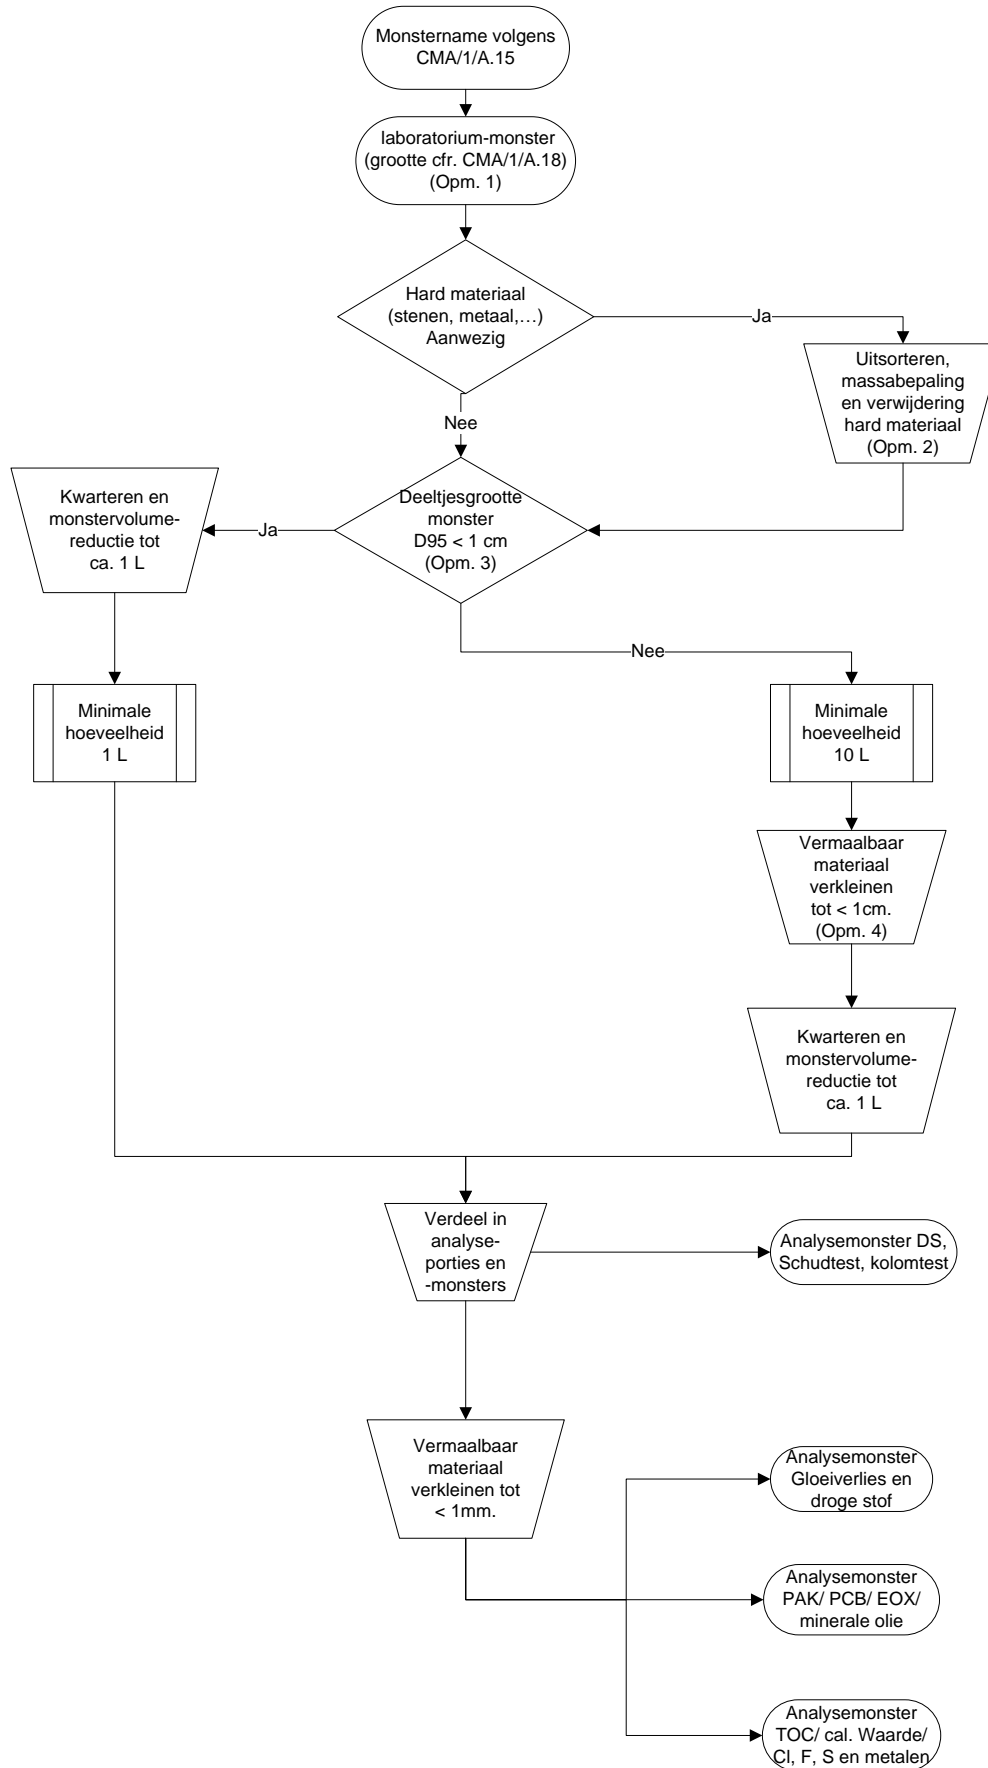 Monstername volgens
CMA/1/A.15
laboratorium-monster
(grootte cfr. CMA/1/A.18)
(Opm. 1)
Hard materiaal
(stenen, metaal,...)
Aanwezig
Ja
Uitsorteren,
massabepaling
en verwijdering
hard materiaal
(Opm. 2)
Nee
Deeltjesgrootte
monster
D95 < 1 cm
(Opm. 3)
Ja
Kwarteren en
monstervolume-
reductie tot
ca. 1 L
Nee
Minimale
hoeveelheid
1 L
Minimale
hoeveelheid
10 L
Vermaalbaar
materiaal
verkleinen
tot < 1cm.
(Opm. 4)
Kwarteren en
monstervolume-
reductie tot
ca. 1 L
Verdeel in
analyse-
porties en
-monsters
Analysemonster DS,
Schudtest, kolomtest
Vermaalbaar
materiaal
verkleinen tot
< 1mm.
Analysemonster
Gloeiverlies en
droge stof
Analysemonster
PAK/ PCB/ EOX/
minerale olie
Analysemonster
TOC/ cal. Waarde/
Cl, F, S en metalen